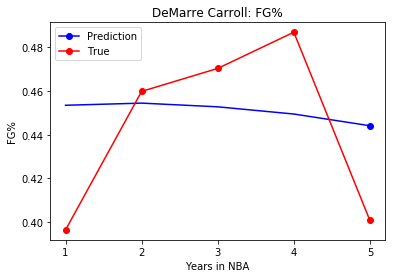 DeMarre Carroll: FG%
Prediction
True
FG%
0.48
0.46
0.44
0.42
0.40
1 2 3 4 5
Years in NBA